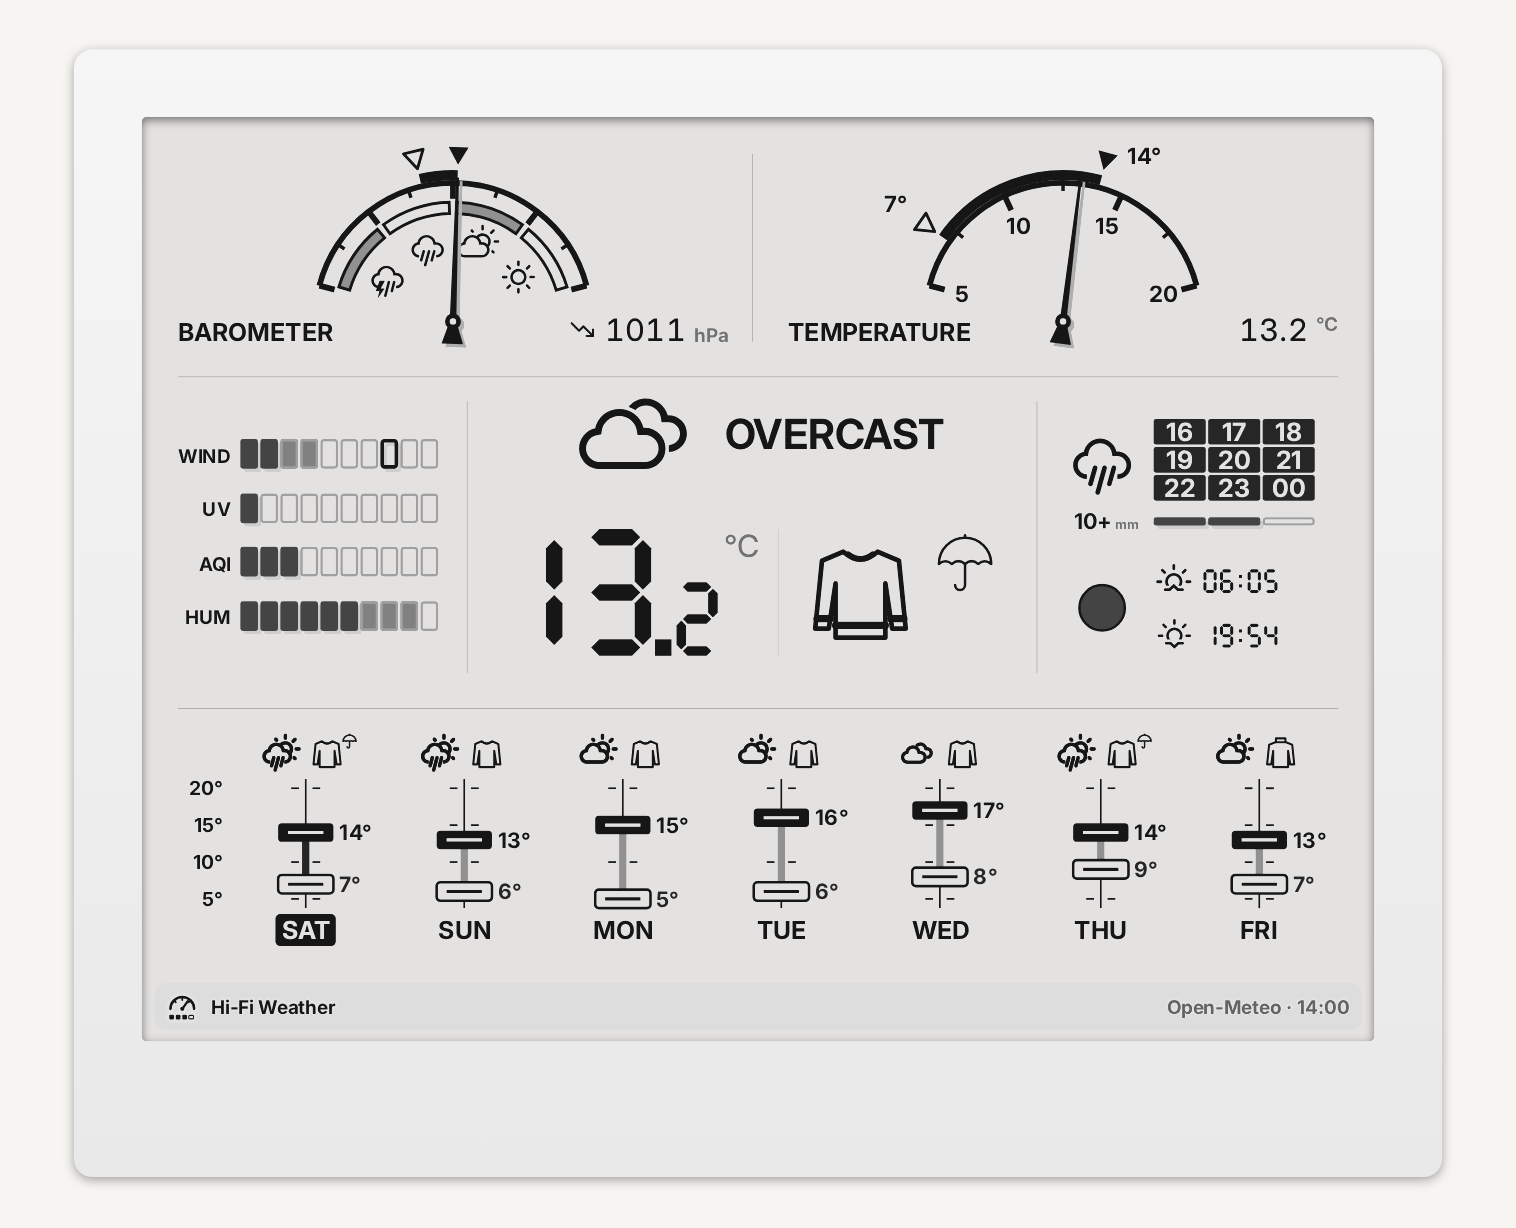 14°
7°
10 15
5 20
BAROMETER 1011 hPa
TEMPERATURE 13.2 °C
OVERCAST
WIND
UV
AQI
HUM
13.2 °C
16 17 18
19 20 21
22 23 00
10+ mm
06:05
19:54
20°
15°
10°
5°
14° 13° 15° 16° 17° 14° 13°
7° 6° 5° 6° 8° 9° 7°
SAT SUN MON TUE WED THU FRI
Hi-Fi Weather
Open-Meteo · 14:00